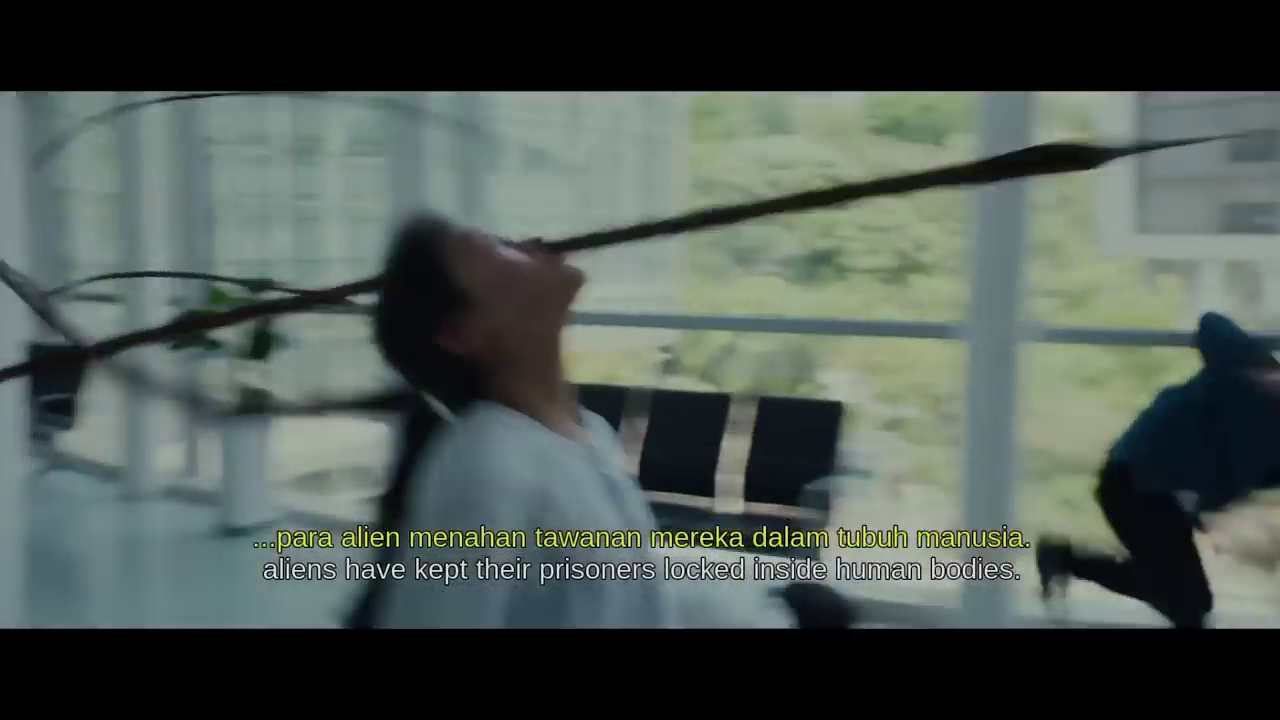 ...para alien menahan tawanan mereka dalam tubuh manusia.
aliens have kept their prisoners locked inside human bodies.